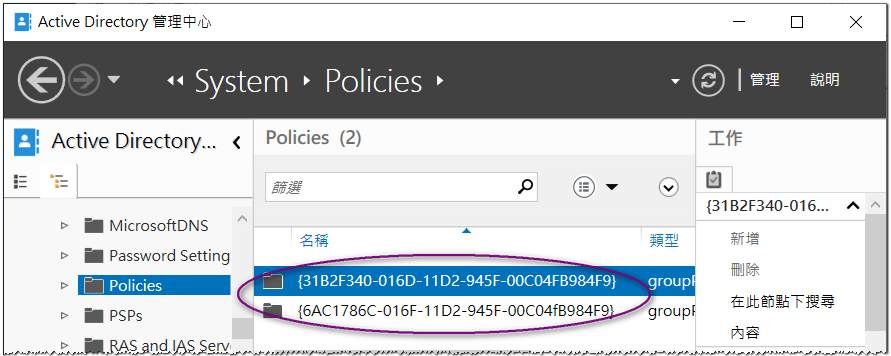 Active Directory 管理中心
System Policies
管理 說明
Active Directory...
MicrosoftDNS
Password Setting
Policies
PSPs
RAS and IAS Serve
Policies (2)
篩選
名稱 類型
{31B2F340-016D-11D2-945F-00C04FB984F9} groupP
{6AC1786C-016F-11D2-945F-00C04fB984F9} groupP
工作
{31B2F340-016...
新增
刪除
在此節點下搜尋
內容